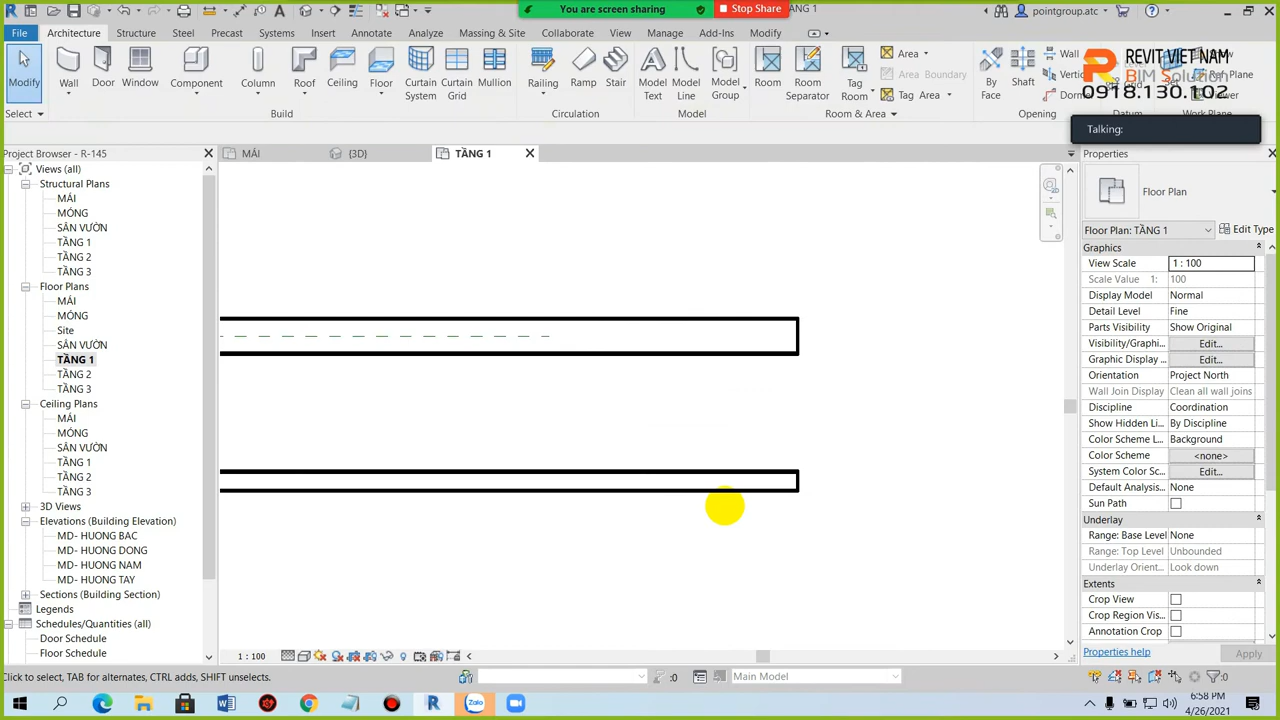 You are screen sharing
Stop Share
TẦNG 1
pointgroup.atc
File
Architecture
Structure
Steel
Precast
Systems
Insert
Annotate
Analyze
Massing & Site
Collaborate
View
Manage
Add-Ins
Modify
Modify
Wall
Door
Window
Component
Column
Roof
Ceiling
Floor
Curtain System
Curtain Grid
Mullion
Railing
Ramp
Stair
Model Text
Model Line
Model Group
Room
Room Separator
Tag Room
Area
Area Boundary
Tag Area
By Face
Shaft
Wall
REVIT VIET NAM
BIM Solution
0918.130.102
Select
Build
Circulation
Model
Room & Area
Opening
Datum
Work Plane
Talking:
Project Browser - R-145
MÁI
{3D}
TẦNG 1
Properties
Views (all)
Structural Plans
MÁI
MÓNG
SÂN VƯỜN
TẦNG 1
TẦNG 2
TẦNG 3
Floor Plans
MÁI
MÓNG
Site
SÂN VƯỜN
TẦNG 1
TẦNG 2
TẦNG 3
Ceiling Plans
MÁI
MÓNG
SÂN VƯỜN
TẦNG 1
TẦNG 2
TẦNG 3
3D Views
Elevations (Building Elevation)
MD- HUONG BAC
MD- HUONG DONG
MD- HUONG NAM
MD- HUONG TAY
Sections (Building Section)
Legends
Schedules/Quantities (all)
Door Schedule
Floor Schedule
Floor Plan
Floor Plan: TẦNG 1
Edit Type
Graphics
View Scale 1 : 100
Scale Value 1: 100
Display Model Normal
Detail Level Fine
Parts Visibility Show Original
Visibility/Graphi... Edit...
Graphic Display ... Edit...
Orientation Project North
Wall Join Display Clean all wall joins
Discipline Coordination
Show Hidden Li... By Discipline
Color Scheme L... Background
Color Scheme <none>
System Color Sc... Edit...
Default Analysis... None
Sun Path
Underlay
Range: Base Level None
Range: Top Level Unbounded
Underlay Orient... Look down
Extents
Crop View
Crop Region Vis...
Annotation Crop
Properties help
Apply
1 : 100
Click to select, TAB for alternates, CTRL adds, SHIFT unselects.
:0
Main Model
:0
6:58 PM
4/26/2021